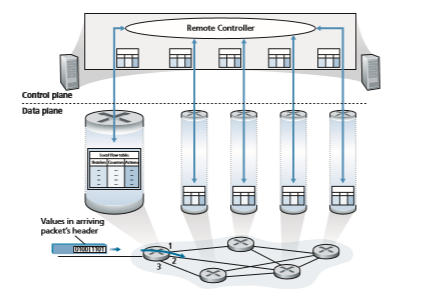 Remote Controller
Control plane
Data plane
Local flow table
Headers Counters Actions
Values in arriving
packet's header
0100 1101
1
2
3